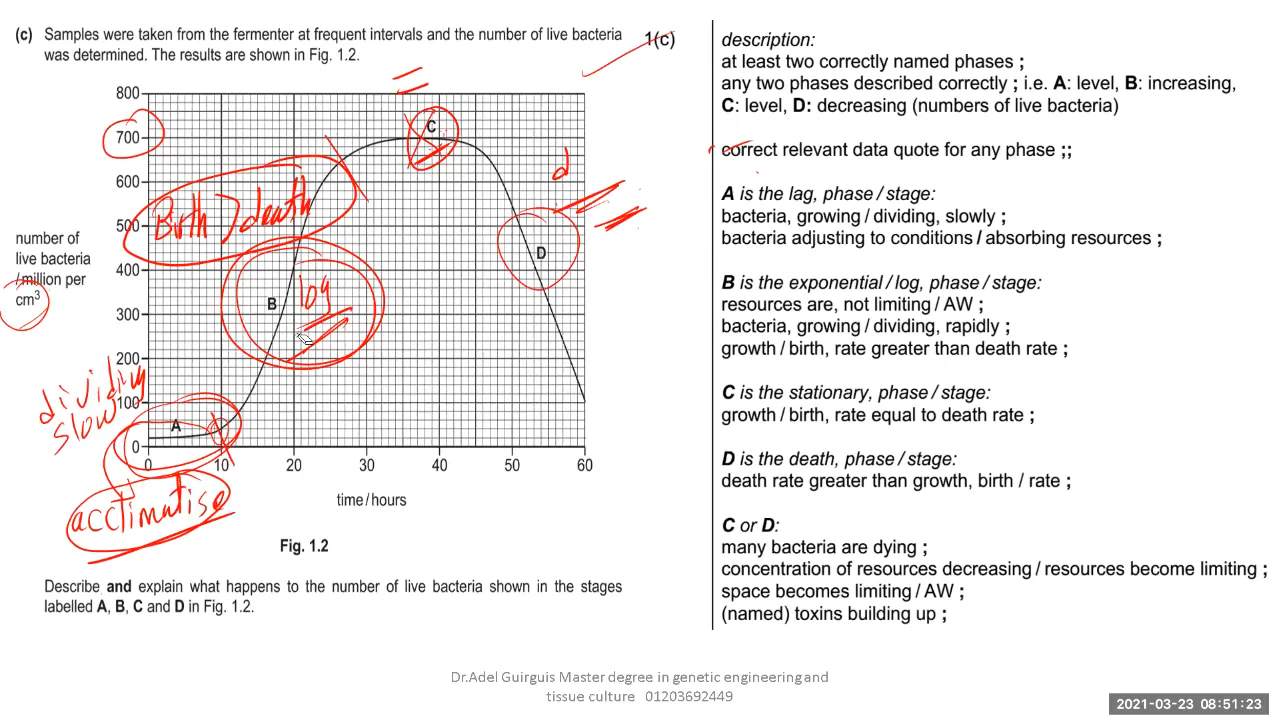 (c) Samples were taken from the fermenter at frequent intervals and the number of live bacteria
was determined. The results are shown in Fig. 1.2.
1(c)
800
700
600
500
400
300
200
100
0
number of
live bacteria
/million per
cm³
A
B
C
D
Birth > death
log
d
dividing
slow
acclimatise
0 10 20 30 40 50 60
time / hours
Fig. 1.2
Describe and explain what happens to the number of live bacteria shown in the stages
labelled A, B, C and D in Fig. 1.2.
description:
at least two correctly named phases ;
any two phases described correctly ; i.e. A: level, B: increasing,
C: level, D: decreasing (numbers of live bacteria)
correct relevant data quote for any phase ;;
A is the lag, phase / stage:
bacteria, growing / dividing, slowly ;
bacteria adjusting to conditions / absorbing resources ;
B is the exponential / log, phase / stage:
resources are, not limiting / AW ;
bacteria, growing / dividing, rapidly ;
growth / birth, rate greater than death rate ;
C is the stationary, phase / stage:
growth / birth, rate equal to death rate ;
D is the death, phase / stage:
death rate greater than growth, birth / rate ;
C or D:
many bacteria are dying ;
concentration of resources decreasing / resources become limiting ;
space becomes limiting / AW ;
(named) toxins building up ;
Dr.Adel Guirguis Master degree in genetic engineering and
tissue culture 01203692449
2021-03-23 08:51:23